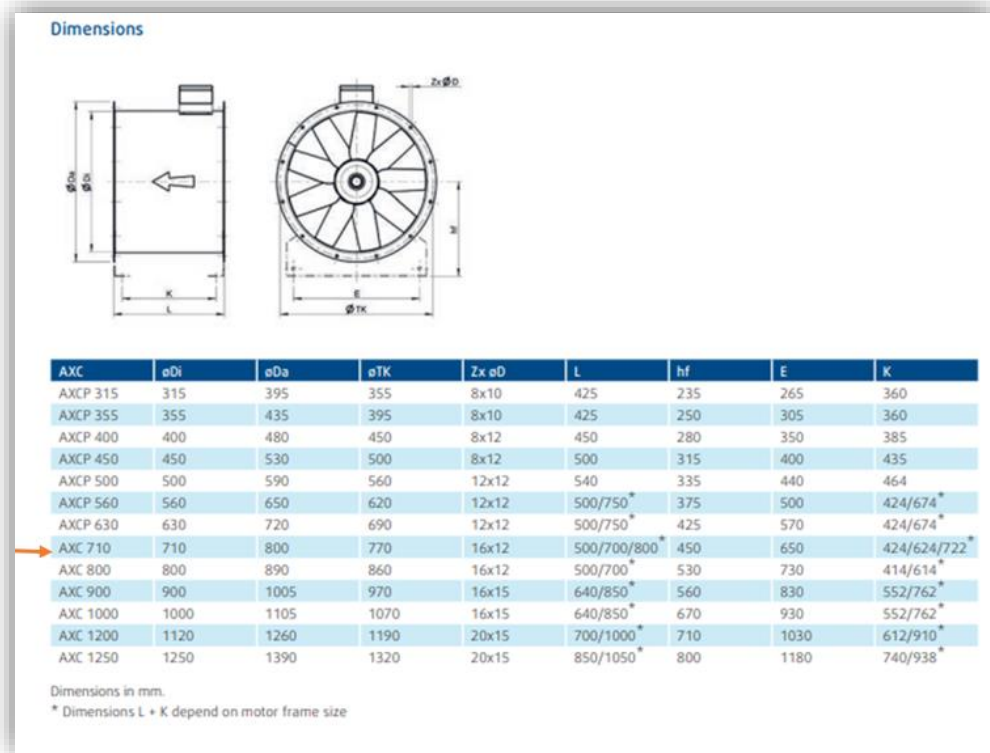 Dimensions
ZxØD
ØDa
ØDi
hf
K
L
E
ØTK
AXC øDi øDa øTK Zx øD L hf E K
AXCP 315 315 395 355 8x10 425 235 265 360
AXCP 355 355 435 395 8x10 425 250 305 360
AXCP 400 400 480 450 8x12 450 280 350 385
AXCP 450 450 530 500 8x12 500 315 400 435
AXCP 500 500 590 560 12x12 540 335 440 464
AXCP 560 560 650 620 12x12 500/750* 375 500 424/674*
AXCP 630 630 720 690 12x12 500/750* 425 570 424/674*
AXC 710 710 800 770 16x12 500/700/800* 450 650 424/624/722*
AXC 800 800 890 860 16x12 500/700* 530 730 414/614*
AXC 900 900 1005 970 16x15 640/850* 560 830 552/762*
AXC 1000 1000 1105 1070 16x15 640/850* 670 930 552/762*
AXC 1200 1120 1260 1190 20x15 700/1000* 710 1030 612/910*
AXC 1250 1250 1390 1320 20x15 850/1050* 800 1180 740/938*
Dimensions in mm.
* Dimensions L + K depend on motor frame size